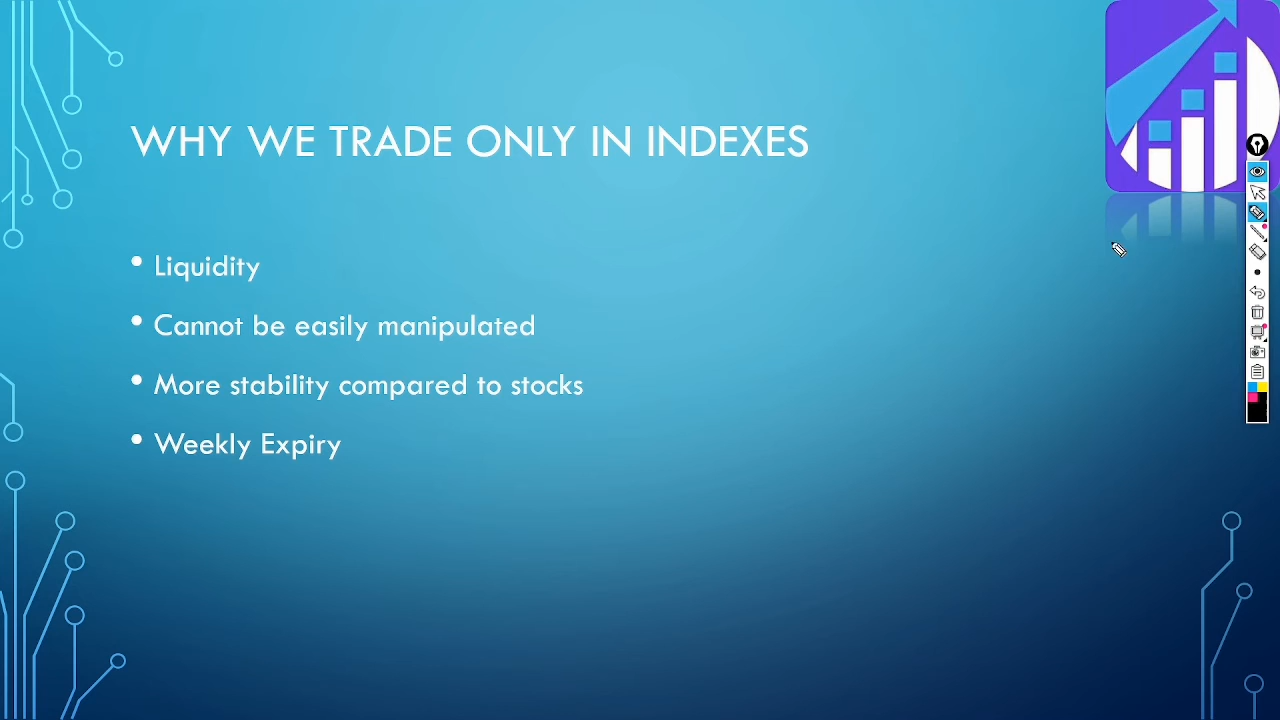 WHY WE TRADE ONLY IN INDEXES
• Liquidity
• Cannot be easily manipulated
• More stability compared to stocks
• Weekly Expiry